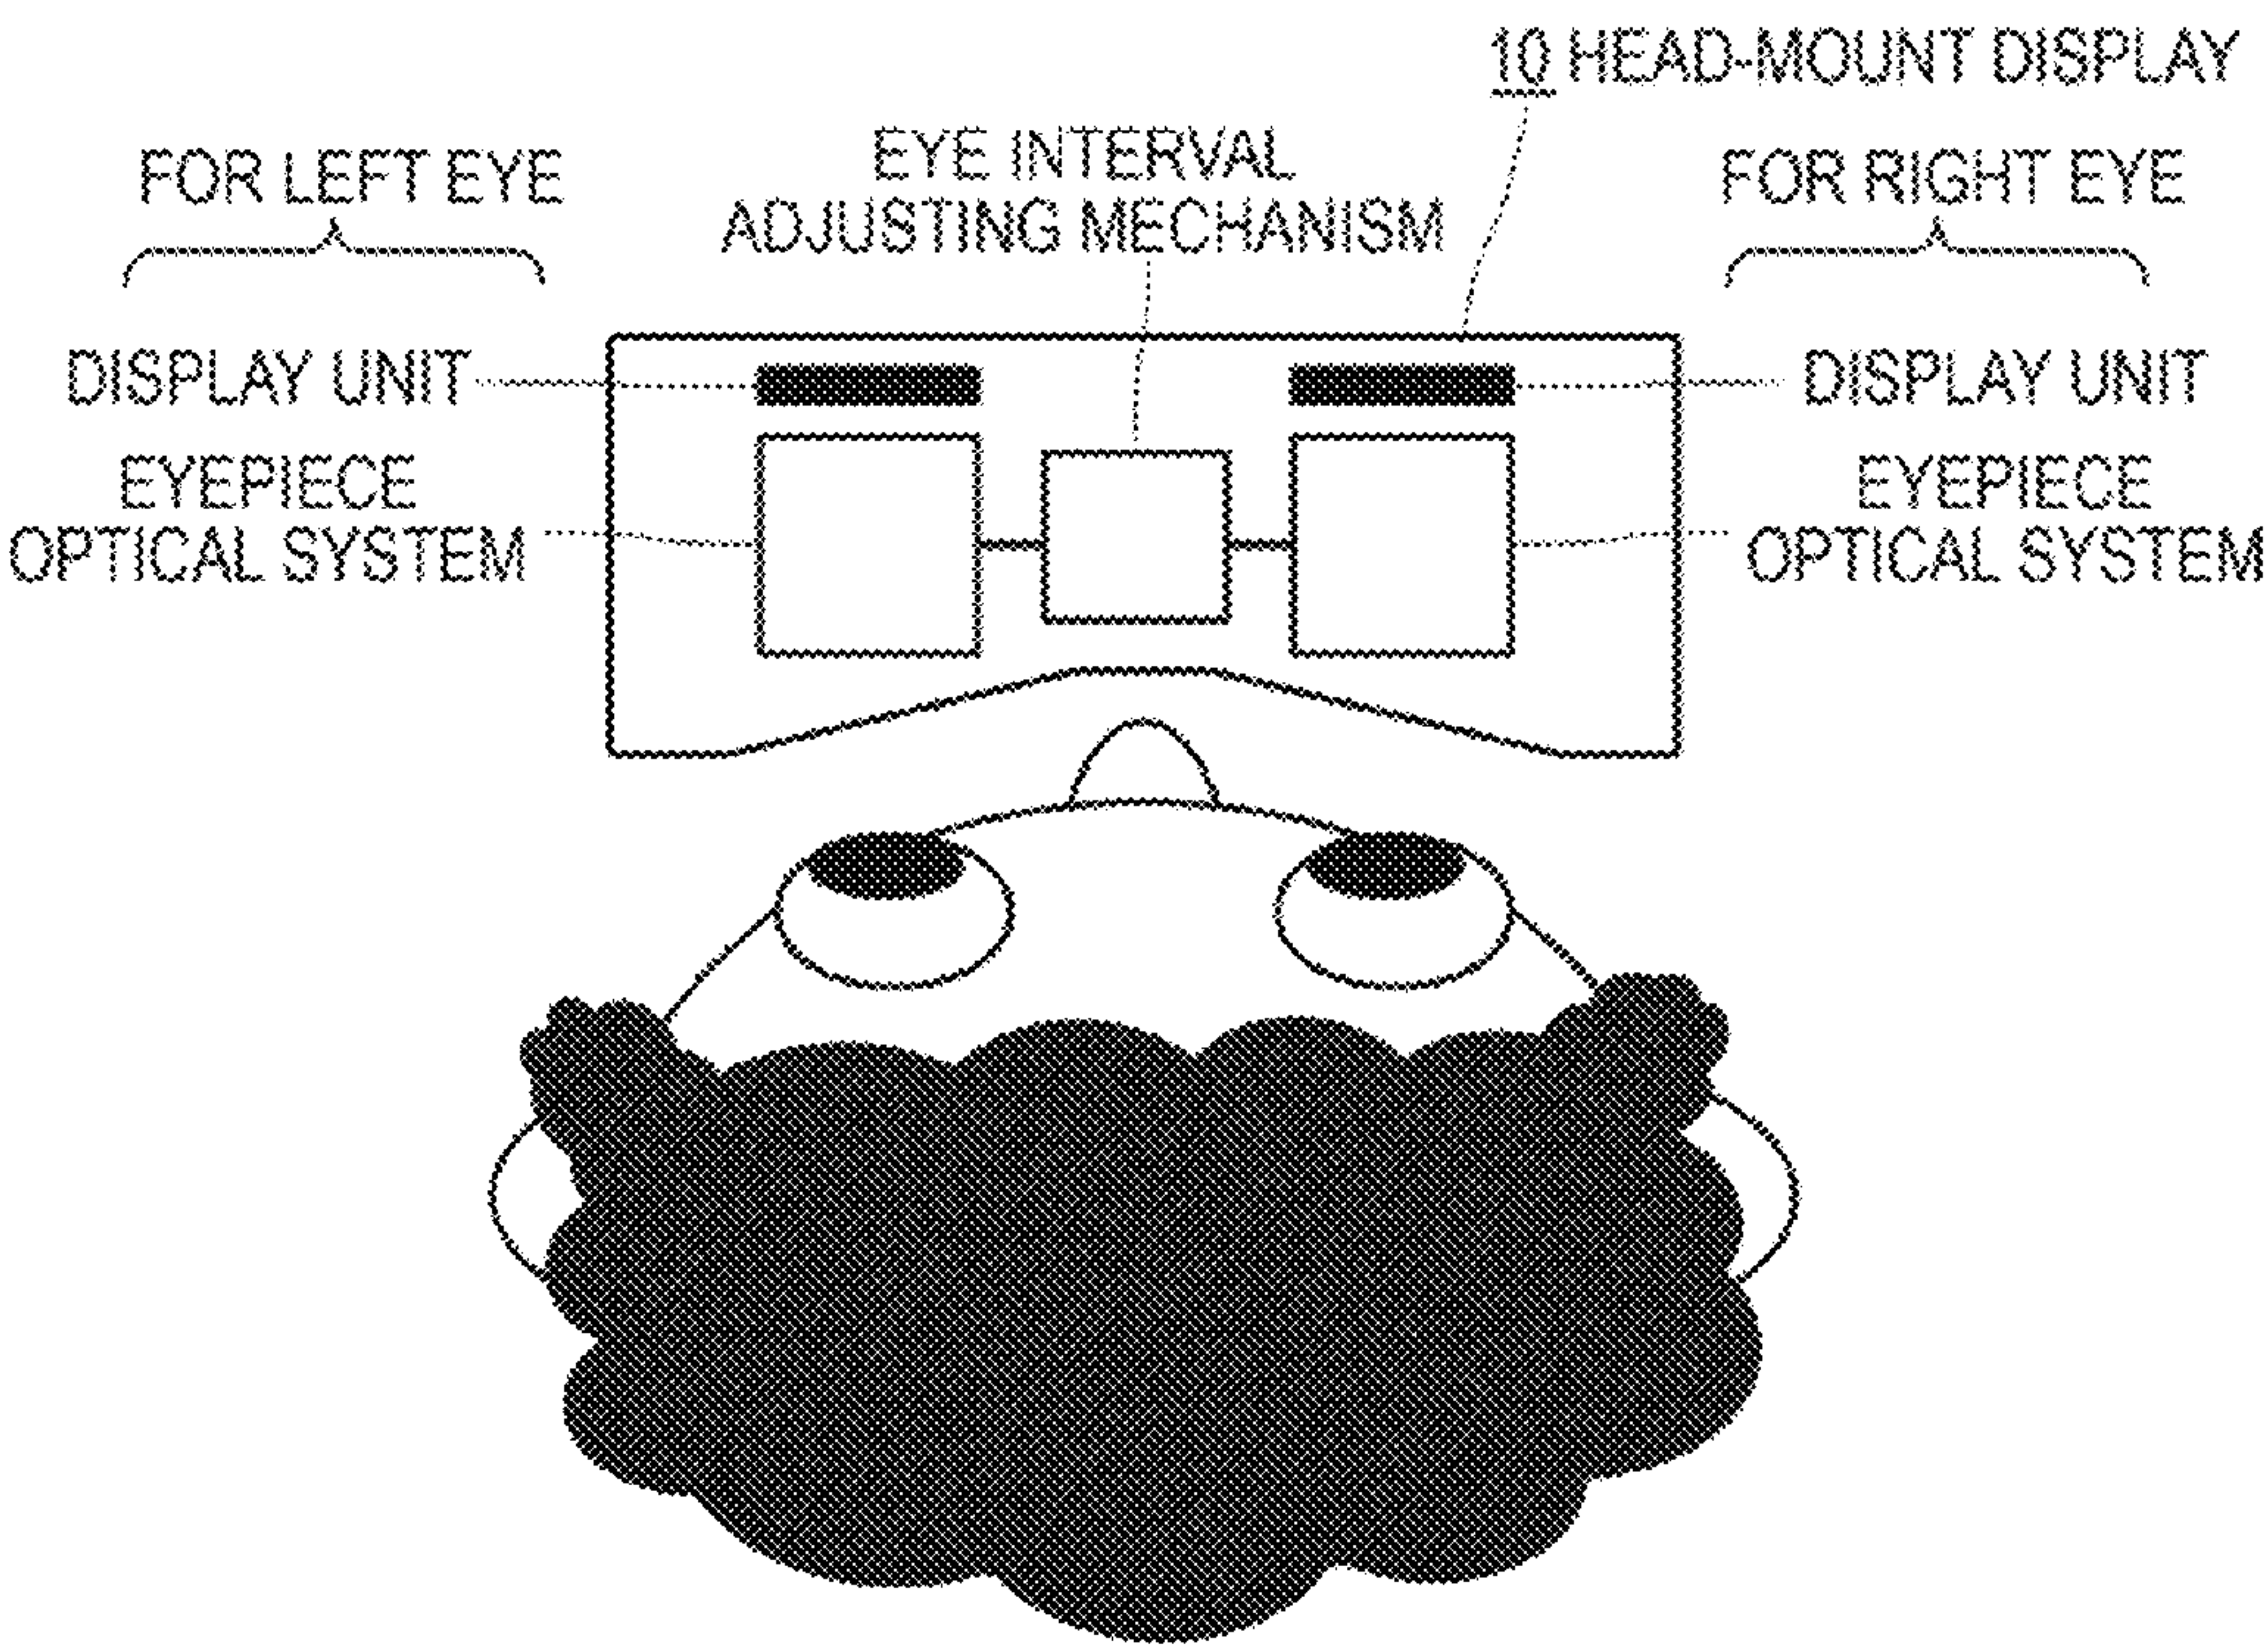 10 HEAD-MOUNT DISPLAY
FOR LEFT EYE
EYE INTERVAL
ADJUSTING MECHANISM
FOR RIGHT EYE
DISPLAY UNIT
EYEPIECE
OPTICAL SYSTEM
DISPLAY UNIT
EYEPIECE
OPTICAL SYSTEM